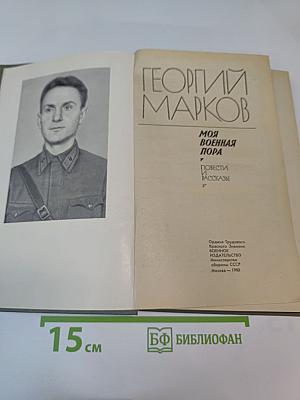 ГЕОРГИЙ
МАРКОВ
МОЯ
ВОЕННАЯ
ПОРА
ПОВЕСТИ
И
РАССКАЗЫ
Ордена Трудового
Красного Знамени
ВОЕННОЕ
ИЗДАТЕЛЬСТВО
Министерства
обороны СССР
Москва — 1980
15 см
БФ БИБЛИОФАН